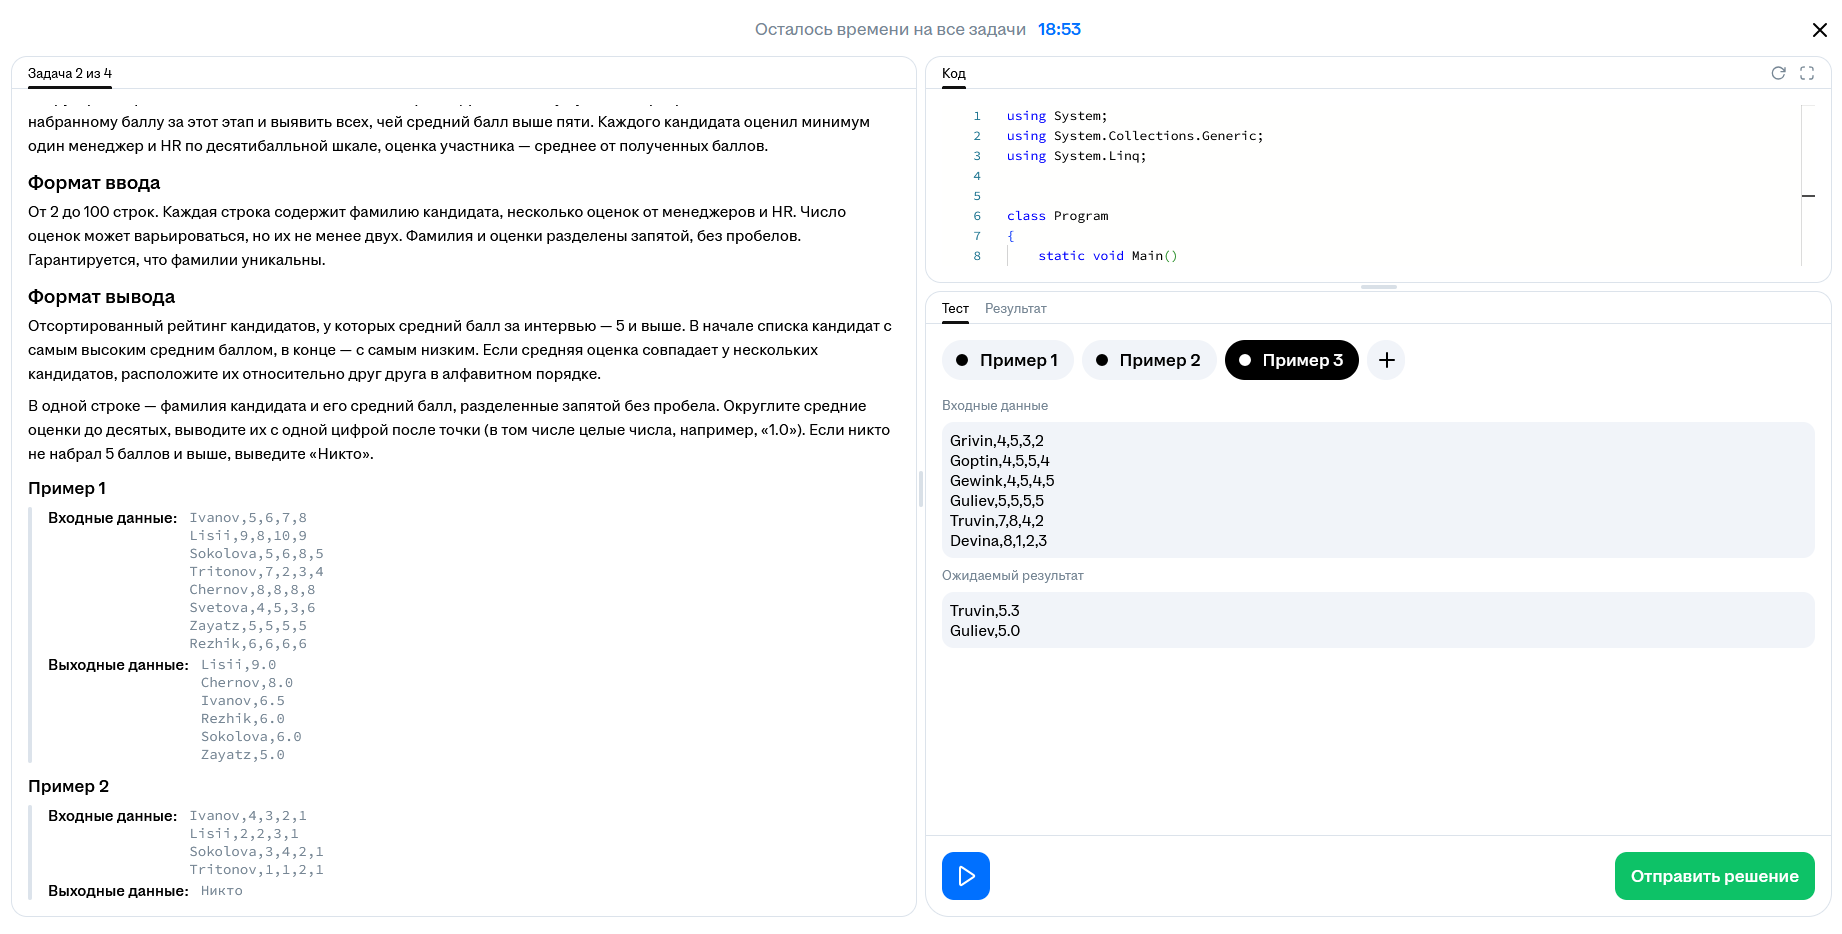 Осталось времени на все задачи 18:53
Задача 2 из 4
набранному баллу за этот этап и выявить всех, чей средний балл выше пяти. Каждого кандидата оценил минимум
один менеджер и HR по десятибалльной шкале, оценка участника — среднее от полученных баллов.
Формат ввода
От 2 до 100 строк. Каждая строка содержит фамилию кандидата, несколько оценок от менеджеров и HR. Число
оценок может варьироваться, но их не менее двух. Фамилия и оценки разделены запятой, без пробелов.
Гарантируется, что фамилии уникальны.
Формат вывода
Отсортированный рейтинг кандидатов, у которых средний балл за интервью — 5 и выше. В начале списка кандидат с
самым высоким средним баллом, в конце — с самым низким. Если средняя оценка совпадает у нескольких
кандидатов, расположите их относительно друг друга в алфавитном порядке.
В одной строке — фамилия кандидата и его средний балл, разделенные запятой без пробела. Округлите средние
оценки до десятых, выводите их с одной цифрой после точки (в том числе целые числа, например, «1.0»). Если никто
не набрал 5 баллов и выше, выведите «Никто».
Пример 1
Входные данные: Ivanov,5,6,7,8
Lisii,9,8,10,9
Sokolova,5,6,8,5
Tritonov,7,2,3,4
Chernov,8,8,8,8
Svetova,4,5,3,6
Zayatz,5,5,5,5
Rezhik,6,6,6,6
Выходные данные: Lisii,9.0
Chernov,8.0
Ivanov,6.5
Rezhik,6.0
Sokolova,6.0
Zayatz,5.0
Пример 2
Входные данные: Ivanov,4,3,2,1
Lisii,2,2,3,1
Sokolova,3,4,2,1
Tritonov,1,1,2,1
Выходные данные: Никто
Код
1 using System;
2 using System.Collections.Generic;
3 using System.Linq;
4
5
6 class Program
7 {
8 static void Main()
Тест Результат
Пример 1 Пример 2 Пример 3
Входные данные
Grivin,4,5,3,2
Goptin,4,5,5,4
Gewink,4,5,4,5
Guliev,5,5,5,5
Truvin,7,8,4,2
Devina,8,1,2,3
Ожидаемый результат
Truvin,5.3
Guliev,5.0
Отправить решение